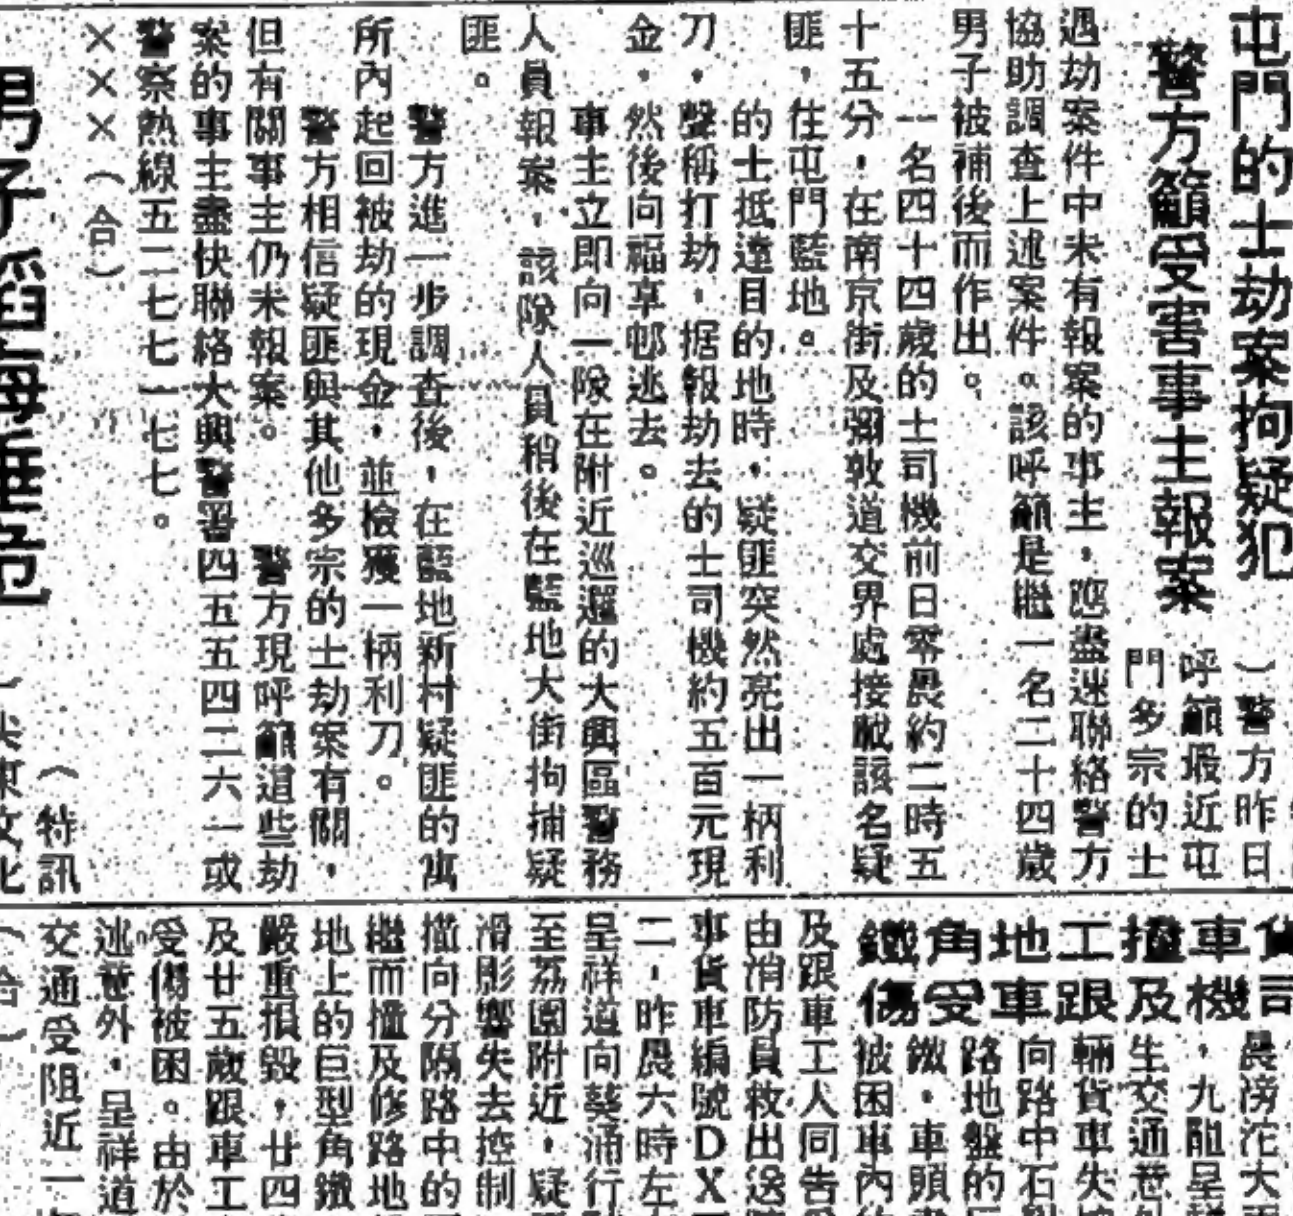 屯門的士劫案拘疑犯
警方籲受害事主報案
）警方昨日
呼籲最近屯
門多宗的士
遇劫案件中未有報案的事主，應盡速聯絡警方
協助調查上述案件。該呼籲是繼一名二十四歲
男子被補後而作出。
一名四十四歲的士司機前日零晨約二時五
十五分，在南京街及彌敦道交界處接載該名疑
匪，往屯門藍地。
的士抵達目的地時，疑匪突然亮出一柄利
刀，聲稱打劫，据報劫去的士司機約五百元現
金，然後向福亨邨逃去。
事主立即向一隊在附近巡邏的大興區警務
人員報案，該隊人員稍後在藍地大街拘捕疑
匪。
警方進一步調查後，在藍地新村疑匪的寓
所內起回被劫的現金，並檢獲一柄利刀。
警方相信疑匪與其他多宗的士劫案有關，
但有關事主仍未報案。　警方現呼籲這些劫
案的事主盡快聯絡大興警署四五五四二六一或
警察熱線五二七七一七七。
×××（合）
男子蹈海垂危
（特訊
）尖東文化
貨車撞工地角鐵
司機及跟車受傷
晨滂沱大雨
，九龍呈祥
生交通意外
輛貨車失
向路中石
路地盤的
鐵，車頭
被困車內
及跟車工人同告
由消防員救出送
事貨車編號DX
二，昨晨六時左
呈祥道向葵涌行
至荔園附近，疑
滑影響失去控制
撞向分隔路中的
繼而撞及修路地
地上的巨型角鐵
嚴重損毀，廿四
及廿五歲跟車工
受傷被困。由於
述意外，呈祥道
交通受阻近一
（合）